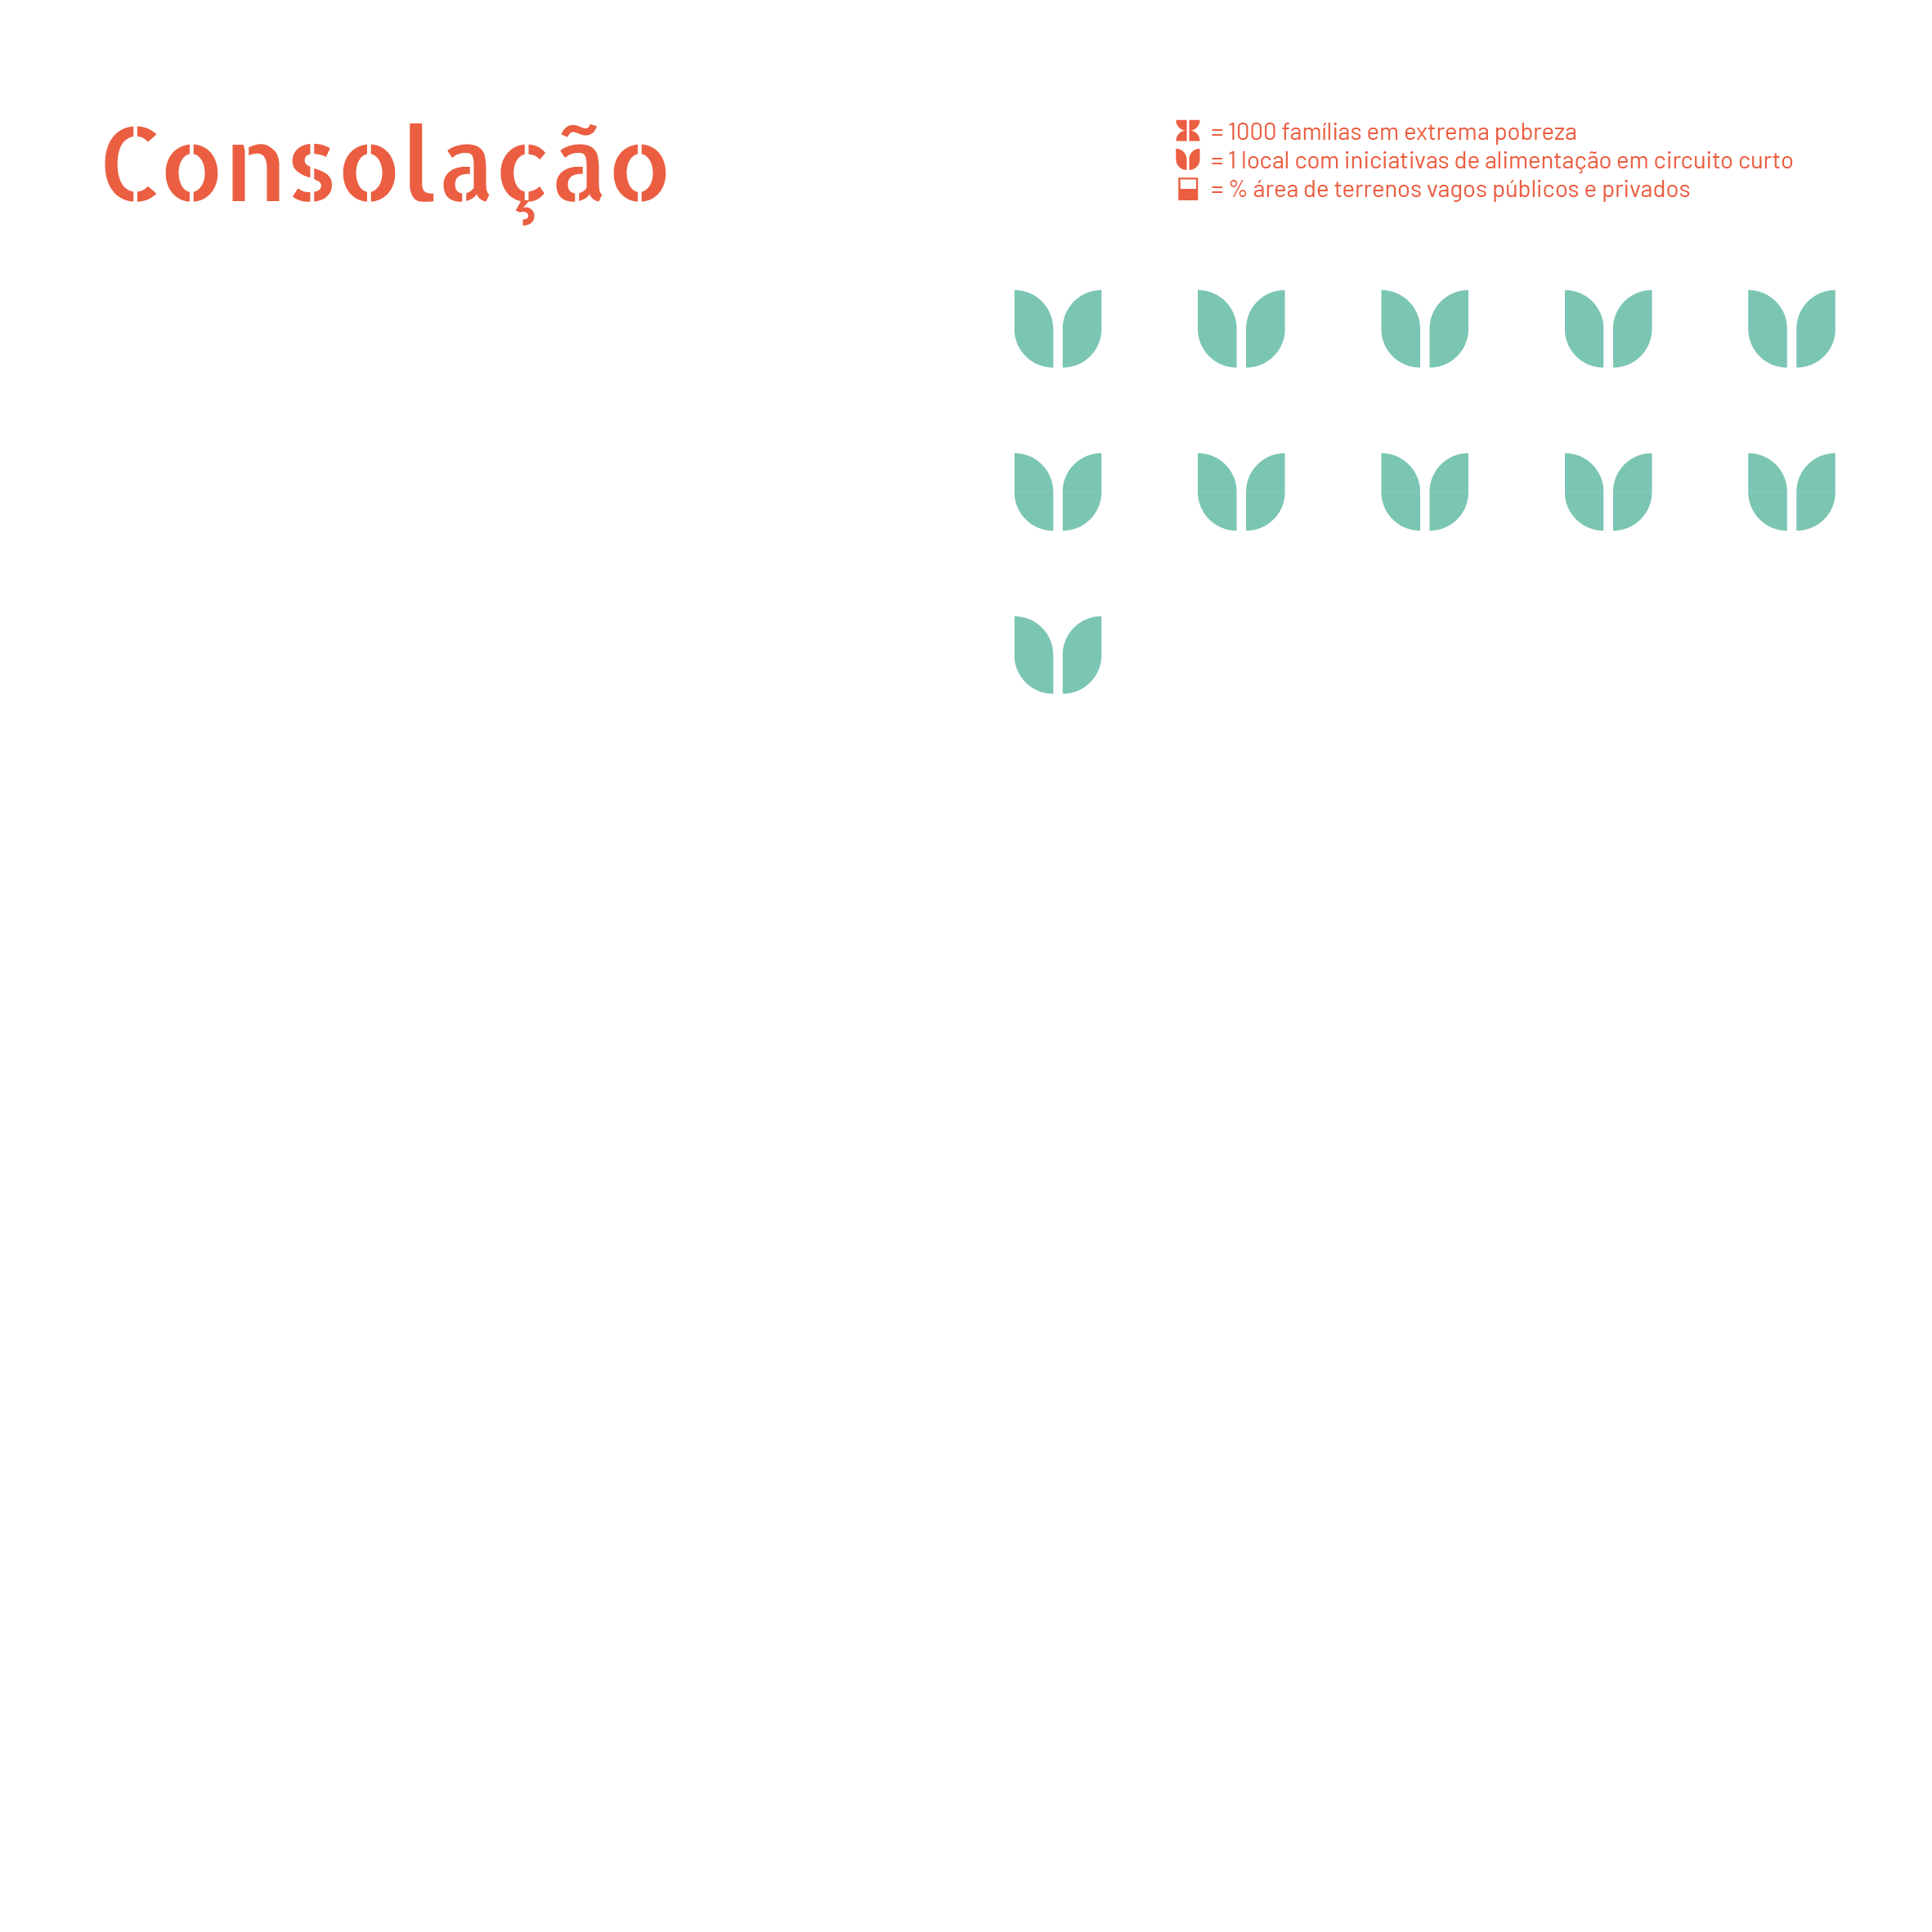 Consolação
= 1000 famílias em extrema pobreza
= 1 local com iniciativas de alimentação em circuito curto
= % área de terrenos vagos públicos e privados